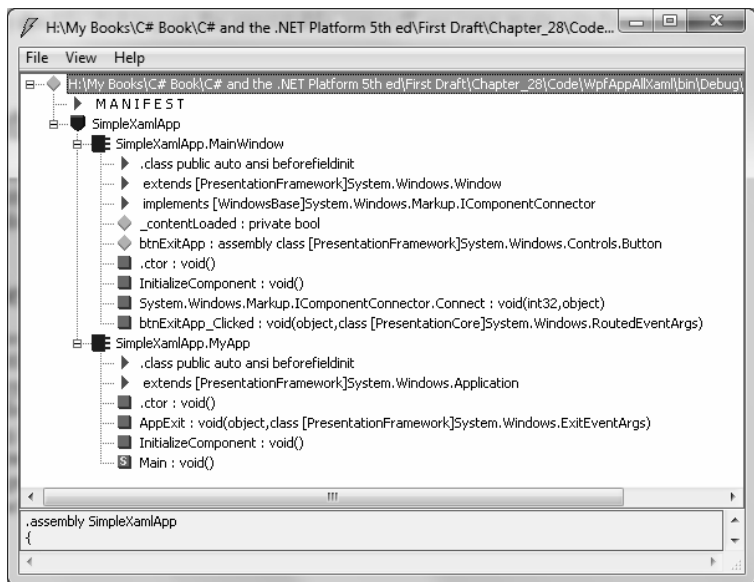 H:\My Books\C# Book\C# and the .NET Platform 5th ed\First Draft\Chapter_28\Code...
File View Help
H:\My Books\C# Book\C# and the .NET Platform 5th ed\First Draft\Chapter_28\Code\WpfAppAllXaml\bin\Debug\
M A N I F E S T
SimpleXamlApp
SimpleXamlApp.MainWindow
.class public auto ansi beforefieldinit
extends [PresentationFramework]System.Windows.Window
implements [WindowsBase]System.Windows.Markup.IComponentConnector
_contentLoaded : private bool
btnExitApp : assembly class [PresentationFramework]System.Windows.Controls.Button
.ctor : void()
InitializeComponent : void()
System.Windows.Markup.IComponentConnector.Connect : void(int32,object)
btnExitApp_Clicked : void(object,class [PresentationCore]System.Windows.RoutedEventArgs)
SimpleXamlApp.MyApp
.class public auto ansi beforefieldinit
extends [PresentationFramework]System.Windows.Application
.ctor : void()
AppExit : void(object,class [PresentationFramework]System.Windows.ExitEventArgs)
InitializeComponent : void()
S Main : void()
.assembly SimpleXamlApp
{